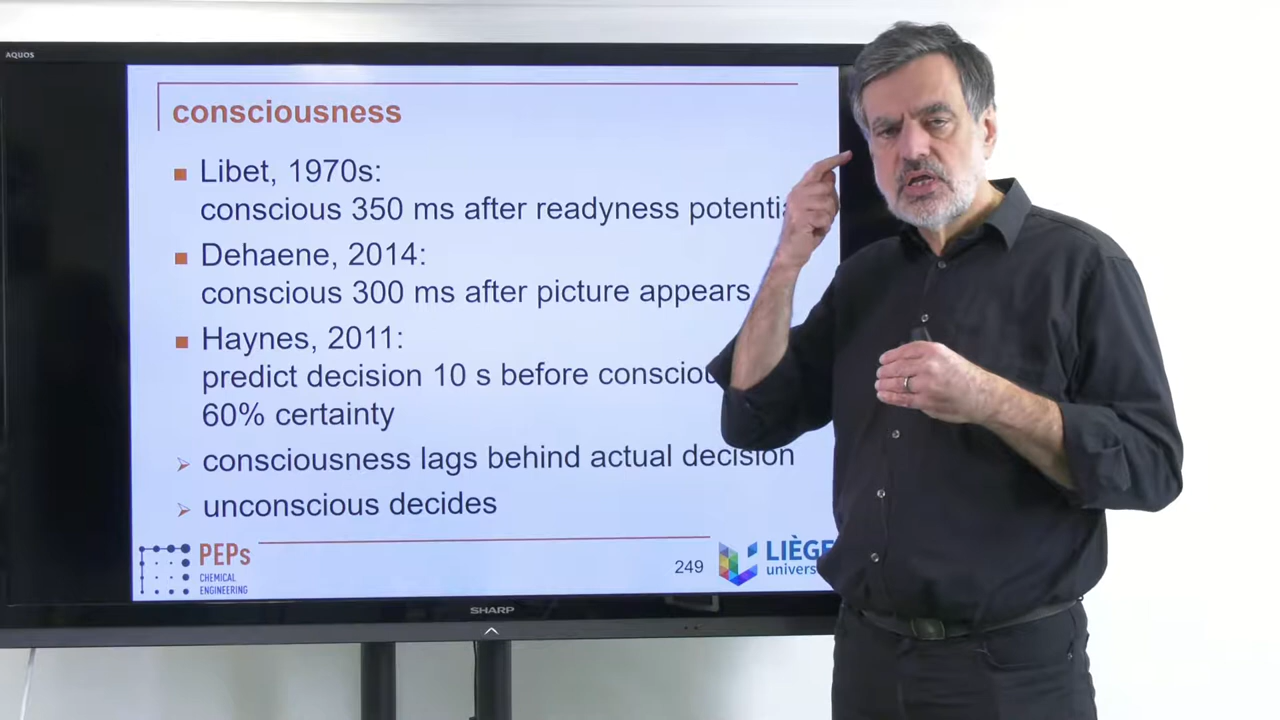 AQUOS
consciousness
Libet, 1970s:
conscious 350 ms after readyness potenti
Dehaene, 2014:
conscious 300 ms after picture appears
Haynes, 2011:
predict decision 10 s before consciou
60% certainty
consciousness lags behind actual decision
unconscious decides
PEPs
CHEMICAL
ENGINEERING
249
LIÈGE
univers
SHARP